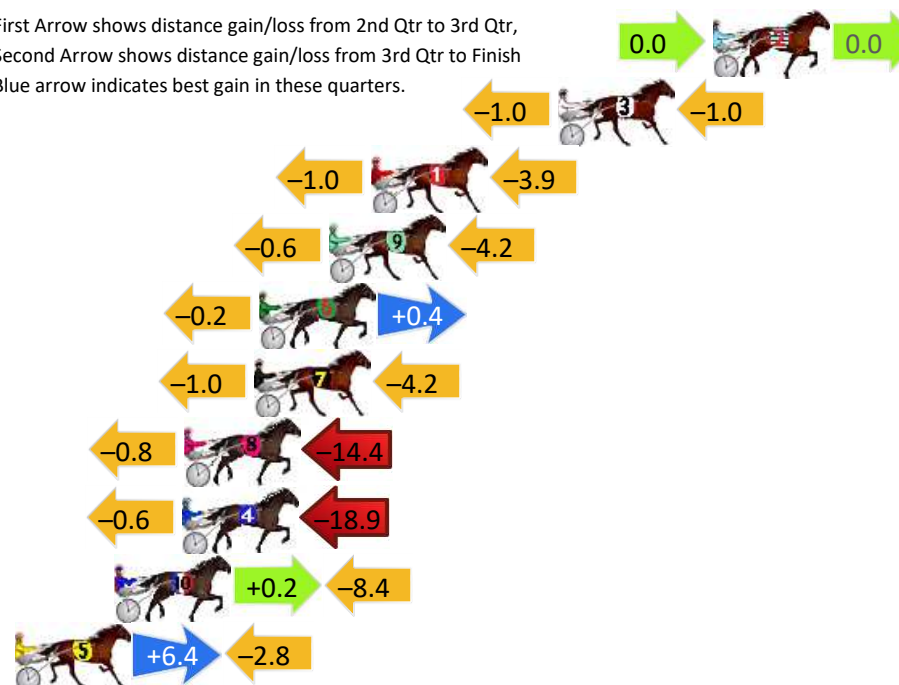 First Arrow shows distance gain/loss from 2nd Qtr to 3rd Qtr,
Second Arrow shows distance gain/loss from 3rd Qtr to Finish
Blue arrow indicates best gain in these quarters.
0.0 2 0.0
–1.0 3 –1.0
–1.0 1 –3.9
–0.6 9 –4.2
–0.2 6 +0.4
–1.0 7 –4.2
–0.8 8 –14.4
–0.6 4 –18.9
10 +0.2 –8.4
5 +6.4 –2.8